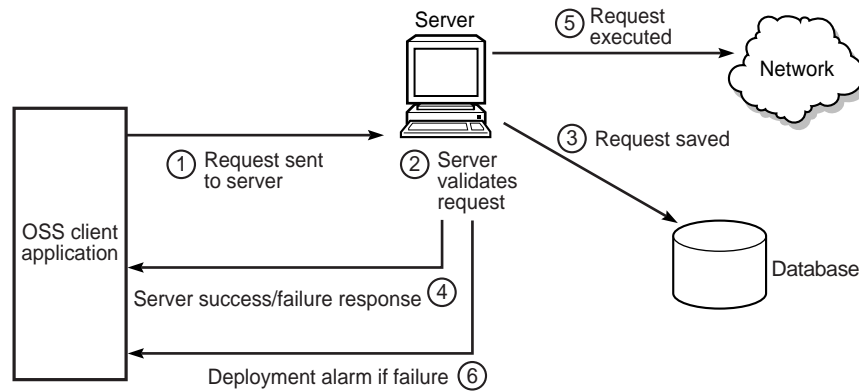 Server
5 Request
executed
Network
1 Request sent
to server
2 Server
validates
request
3 Request saved
OSS client
application
Database
Server success/failure response 4
Deployment alarm if failure 6